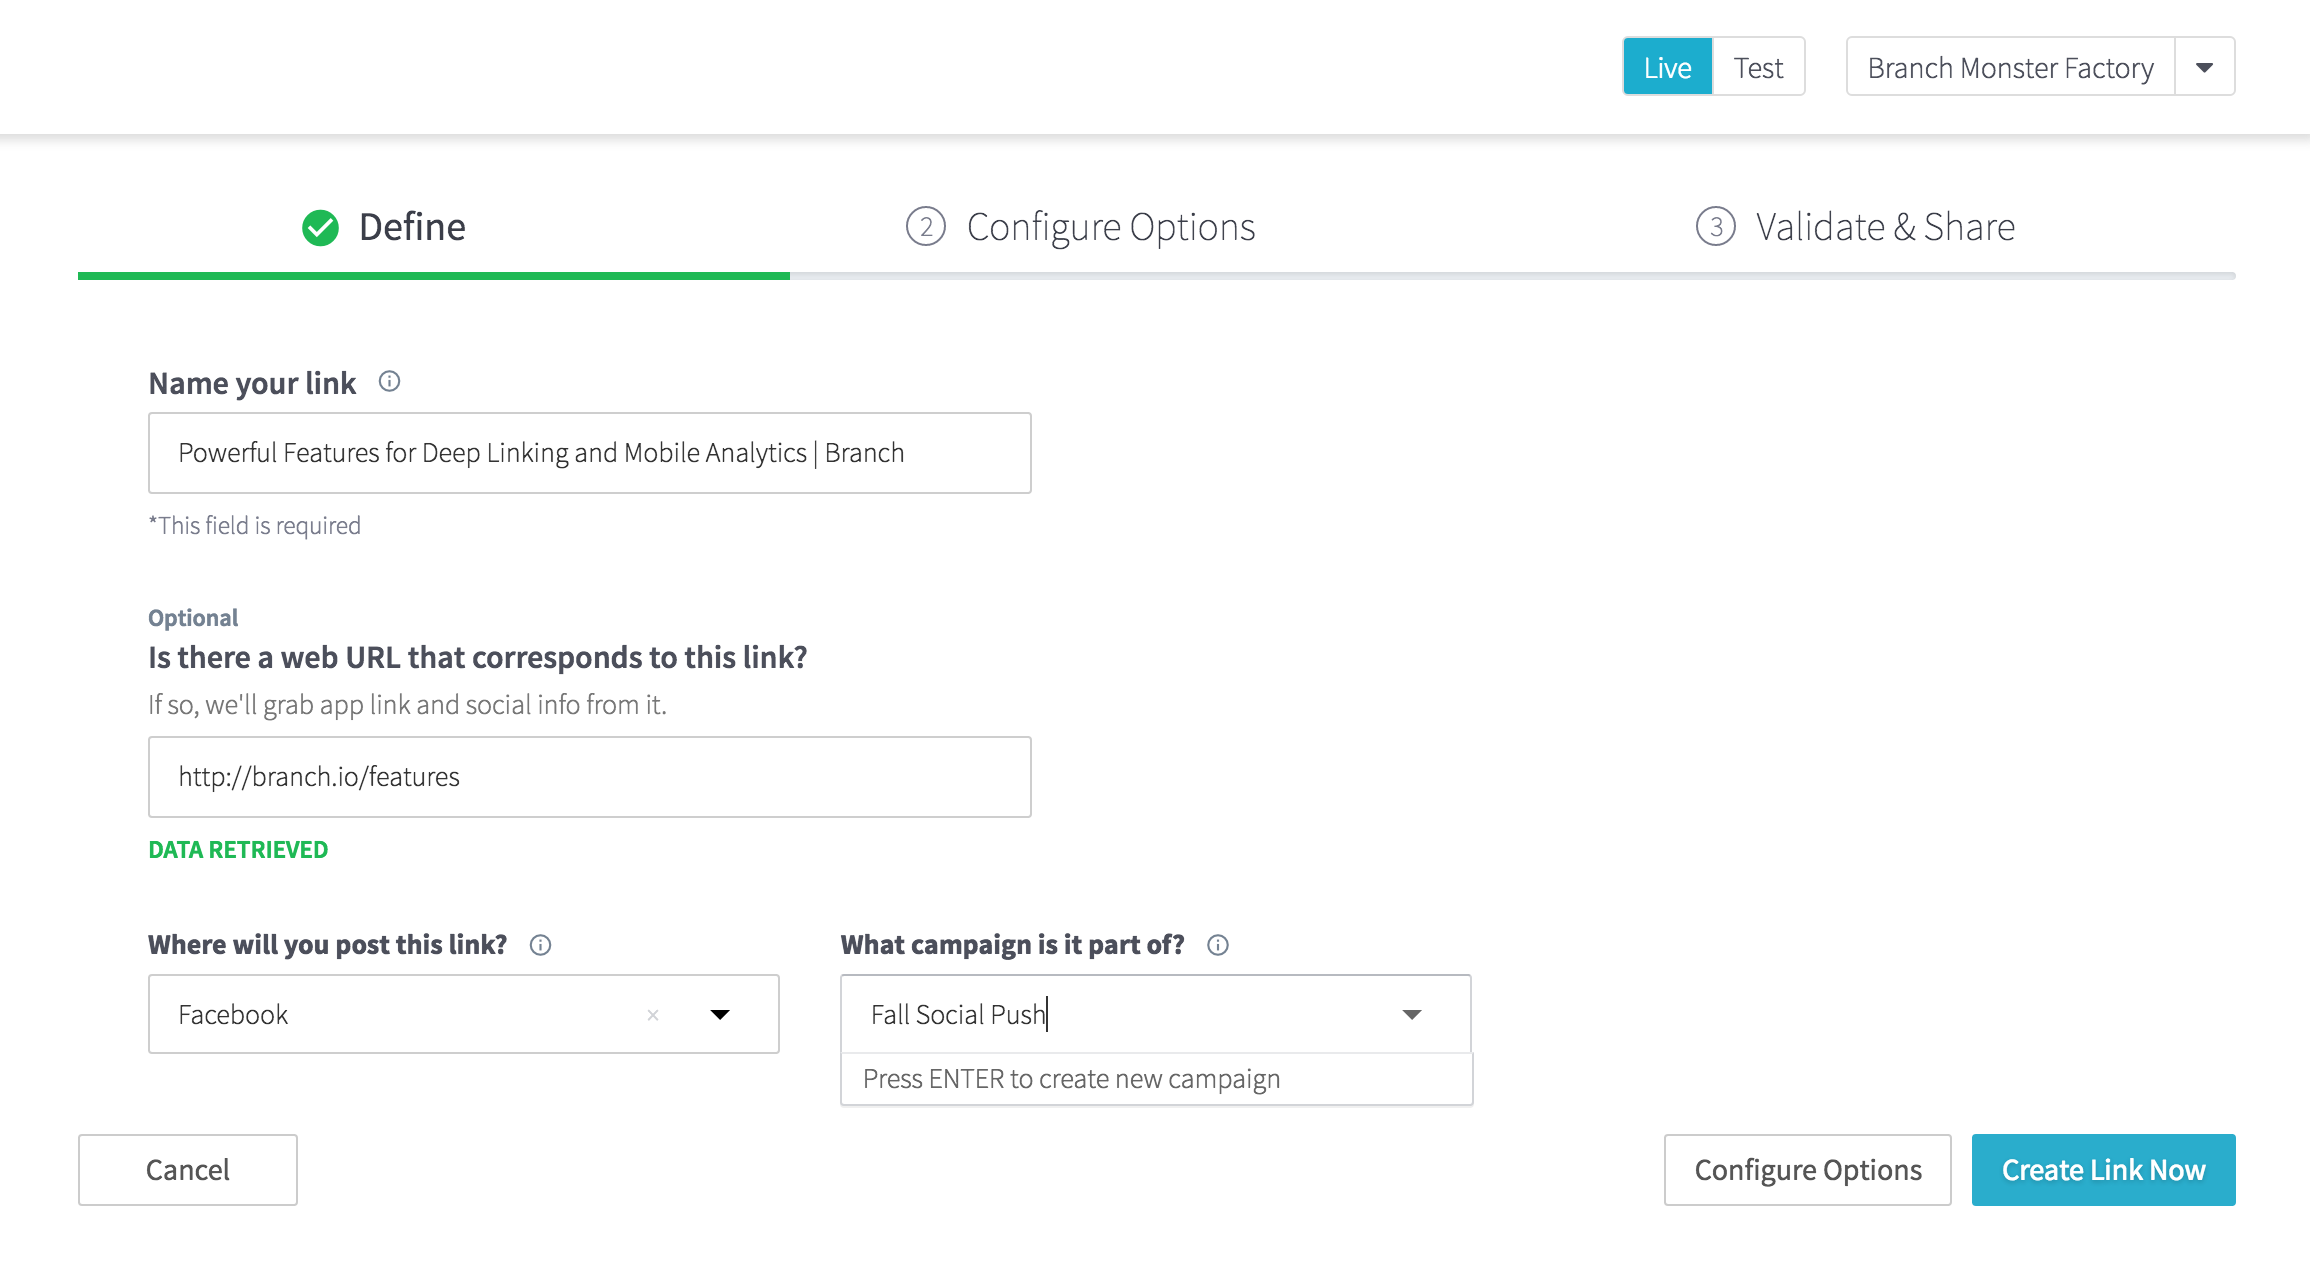 Live Test Branch Monster Factory
Define 2 Configure Options 3 Validate & Share
Name your link
Powerful Features for Deep Linking and Mobile Analytics | Branch
*This field is required
Optional
Is there a web URL that corresponds to this link?
If so, we'll grab app link and social info from it.
http://branch.io/features
DATA RETRIEVED
Where will you post this link? What campaign is it part of?
Facebook × Fall Social Push
Press ENTER to create new campaign
Cancel Configure Options Create Link Now